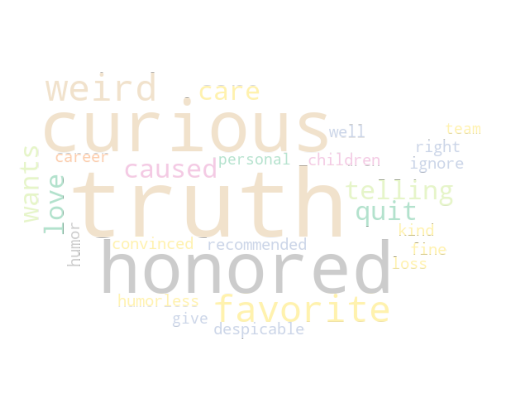 weird
care
curious
well
team
right
career
caused
personal
children
ignore
wants
love
truth
telling
quit
humor
convinced
recommended
kind
fine
honored
loss
humorless
favorite
give
despicable